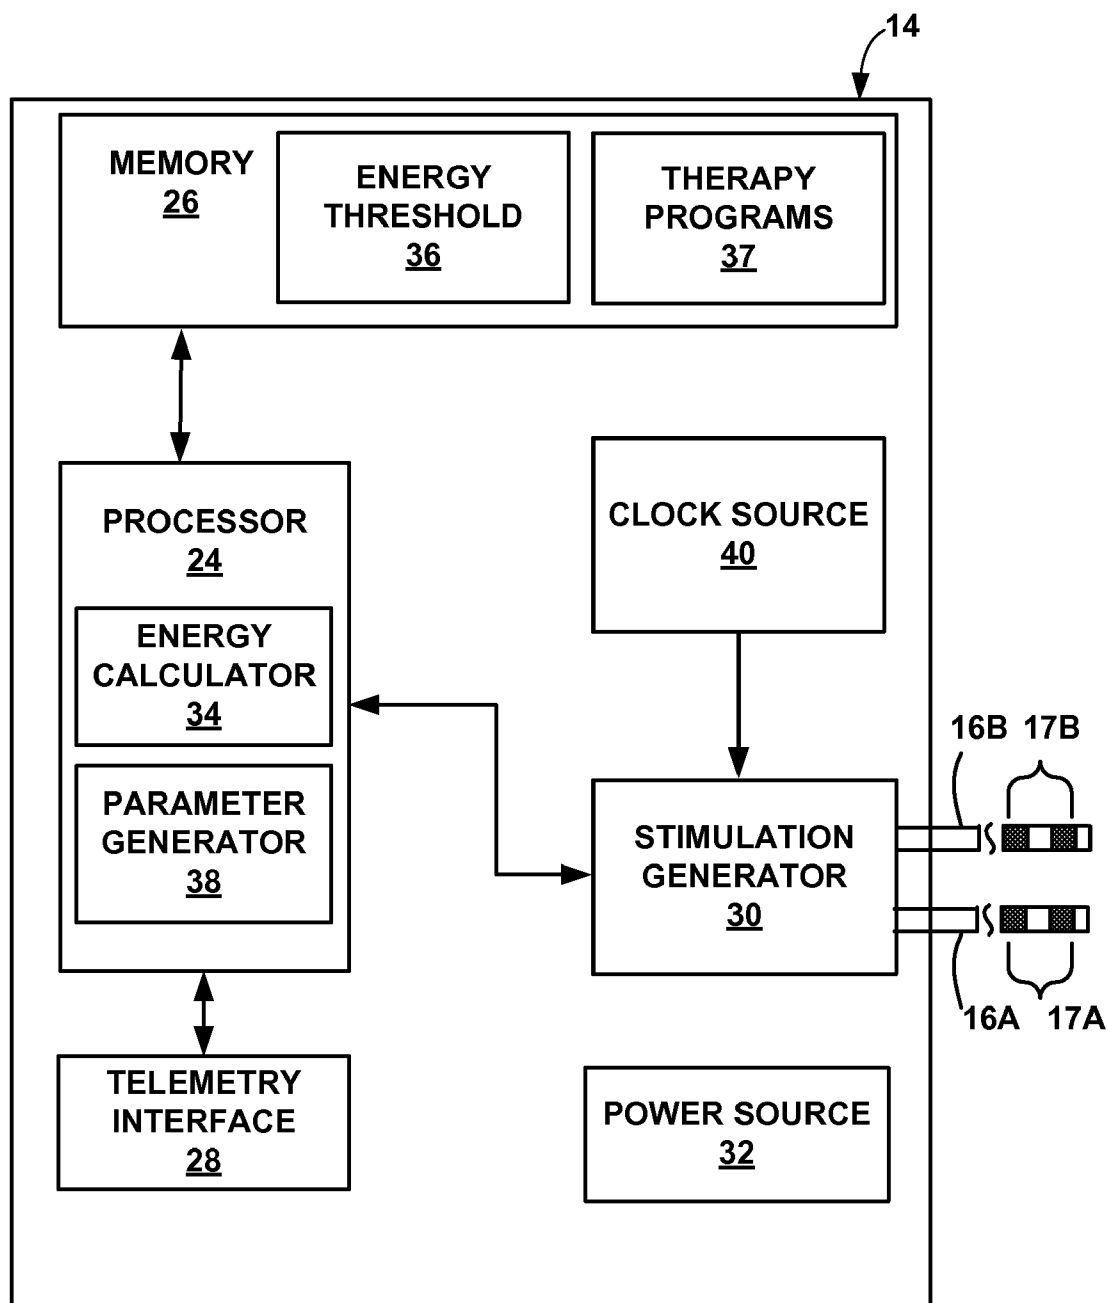 14
MEMORY
26
ENERGY
THRESHOLD
36
THERAPY
PROGRAMS
37
PROCESSOR
24
CLOCK SOURCE
40
ENERGY
CALCULATOR
34
PARAMETER
GENERATOR
38
STIMULATION
GENERATOR
30
16B 17B
16A 17A
TELEMETRY
INTERFACE
28
POWER SOURCE
32